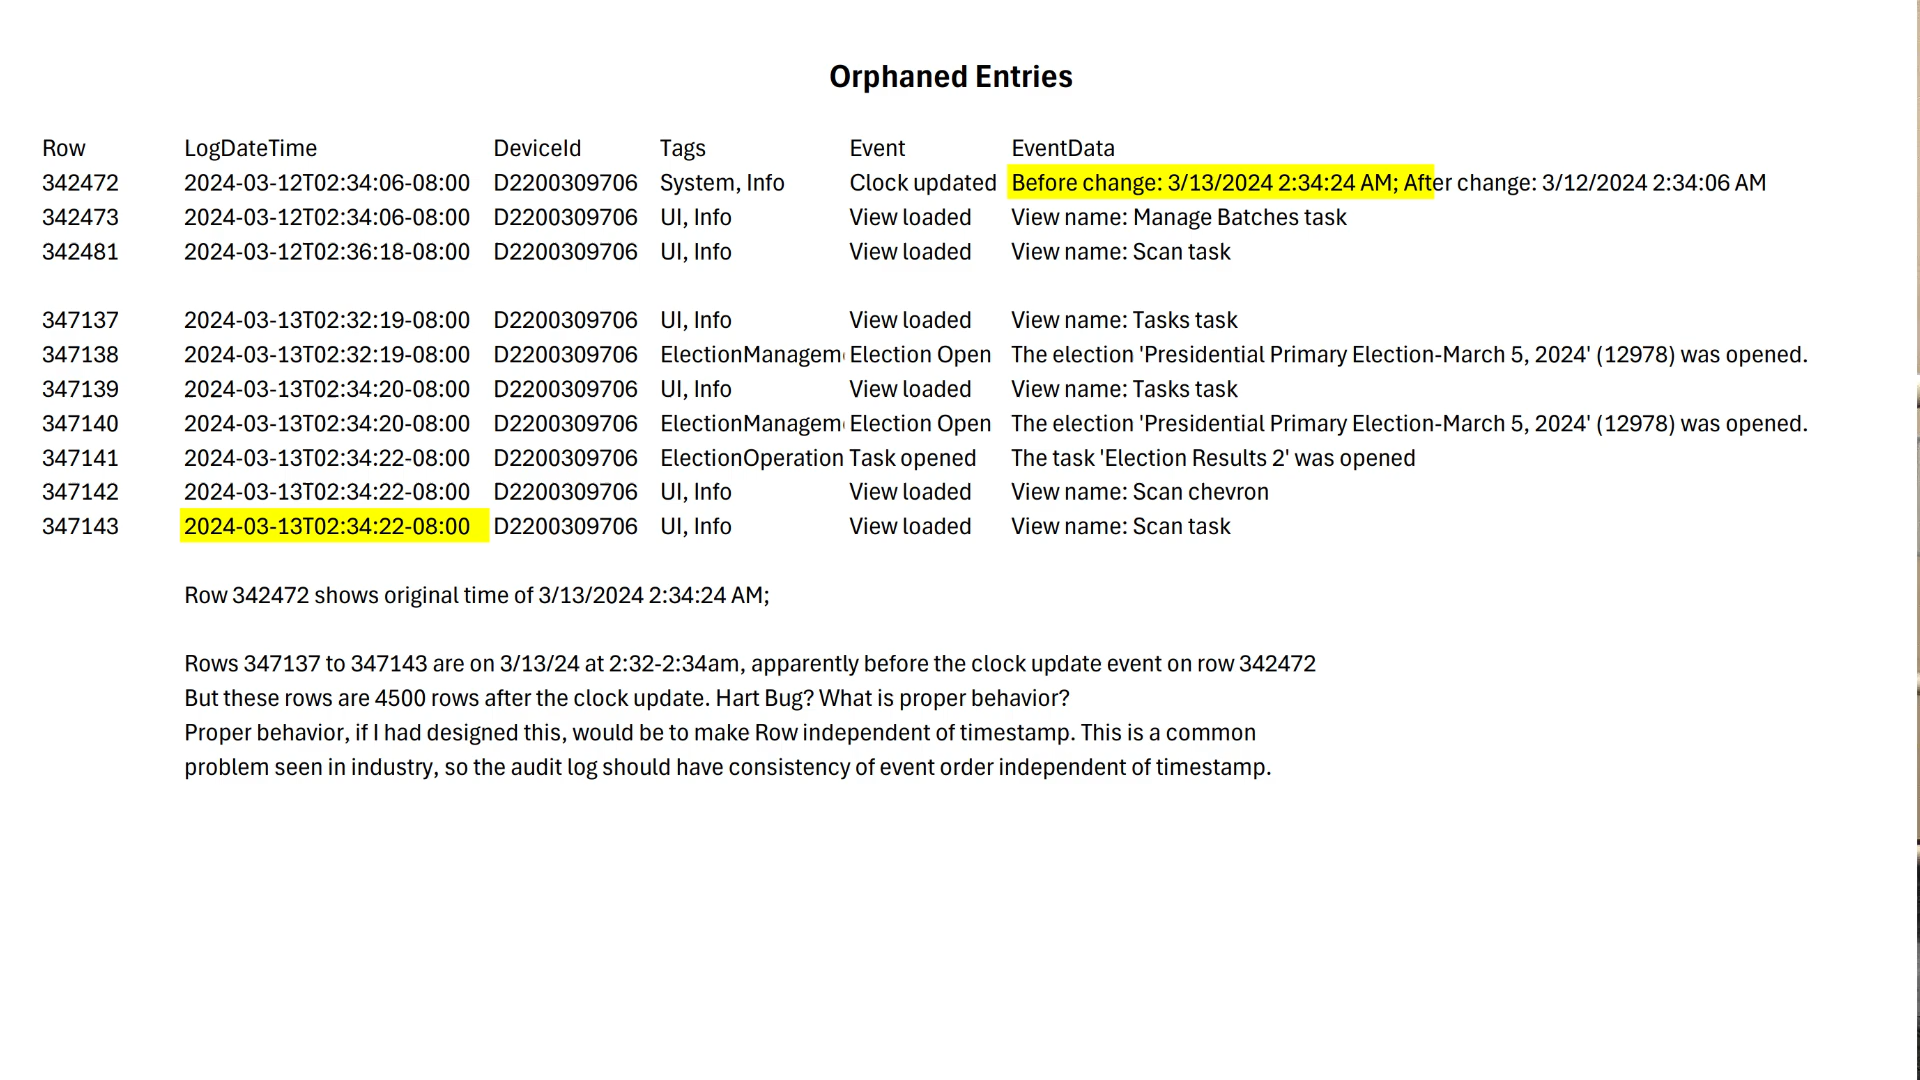 Orphaned Entries
Row LogDateTime DeviceId Tags Event EventData
342472 2024-03-12T02:34:06-08:00 D2200309706 System, Info Clock updated Before change: 3/13/2024 2:34:24 AM; After change: 3/12/2024 2:34:06 AM
342473 2024-03-12T02:34:06-08:00 D2200309706 UI, Info View loaded View name: Manage Batches task
342481 2024-03-12T02:36:18-08:00 D2200309706 UI, Info View loaded View name: Scan task
347137 2024-03-13T02:32:19-08:00 D2200309706 UI, Info View loaded View name: Tasks task
347138 2024-03-13T02:32:19-08:00 D2200309706 ElectionManagem Election Open The election 'Presidential Primary Election-March 5, 2024' (12978) was opened.
347139 2024-03-13T02:34:20-08:00 D2200309706 UI, Info View loaded View name: Tasks task
347140 2024-03-13T02:34:20-08:00 D2200309706 ElectionManagem Election Open The election 'Presidential Primary Election-March 5, 2024' (12978) was opened.
347141 2024-03-13T02:34:22-08:00 D2200309706 ElectionOperation Task opened The task 'Election Results 2' was opened
347142 2024-03-13T02:34:22-08:00 D2200309706 UI, Info View loaded View name: Scan chevron
347143 2024-03-13T02:34:22-08:00 D2200309706 UI, Info View loaded View name: Scan task
Row 342472 shows original time of 3/13/2024 2:34:24 AM;
Rows 347137 to 347143 are on 3/13/24 at 2:32-2:34am, apparently before the clock update event on row 342472
But these rows are 4500 rows after the clock update. Hart Bug? What is proper behavior?
Proper behavior, if I had designed this, would be to make Row independent of timestamp. This is a common
problem seen in industry, so the audit log should have consistency of event order independent of timestamp.